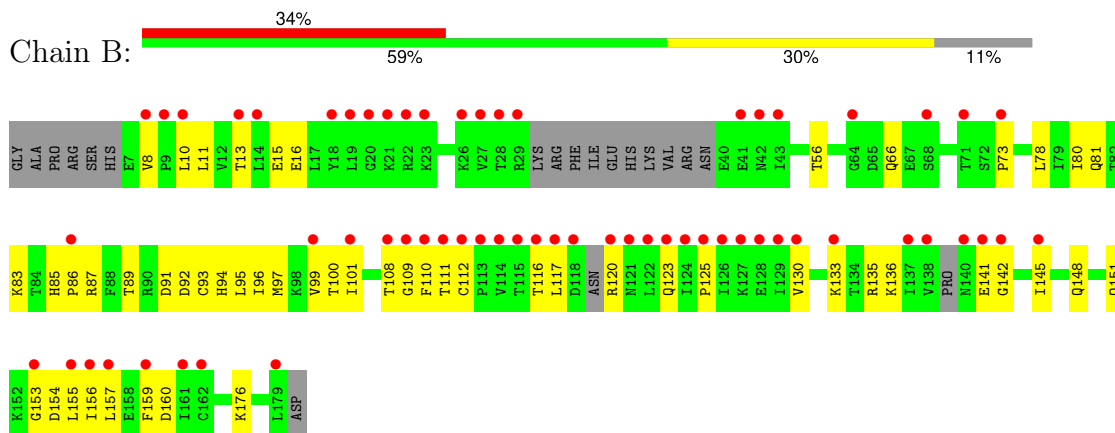 34%
Chain B:
59% 30% 11%
GLY ALA PRO ARG SER HIS E7 V8 P9 L10 L11 V12 T13 L14 E15 E16 L17 Y18 L19 G20 K21 R22 K23 K26 V27 T28 R29 LYS ARG PHE ILE GLU HIS LYS VAL ARG ASN E40 E41 N42 I43 T56 G64 D65 Q66 E67 S68 T71 S72 P73 L78 I79 I80 Q81 T82
K83 T84 H85 P86 R87 F88 T89 R90 D91 D92 C93 H94 L95 I96 M97 K98 V99 T100 I101 T108 G109 F110 T111 C112 P113 V114 T115 T116 L117 D118 ASN R120 N121 L122 Q123 I124 P125 I126 K127 E128 I129 V130 K133 T134 R135 K136 I137 V138 PRO N140 E141 G142 I145 Q148
K152 G153 D154 L155 I156 L157 E158 F159 D160 I161 C162 K176 L179 ASP